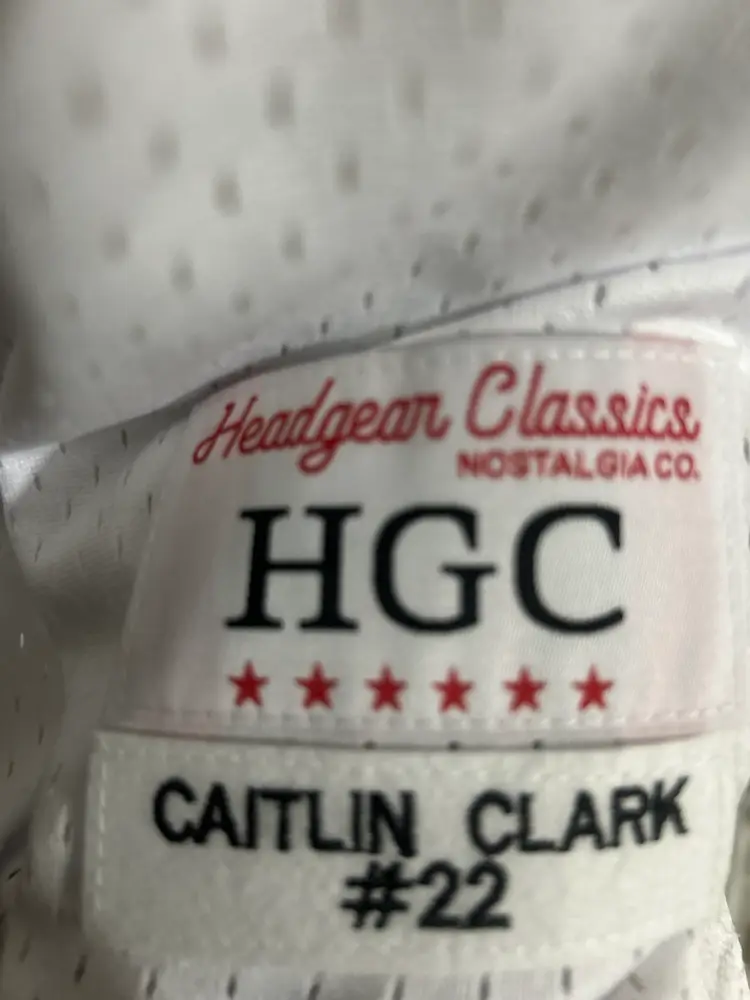 Headgear Classics
NOSTALGIA CO.
HGC
CAITLIN CLARK
#22